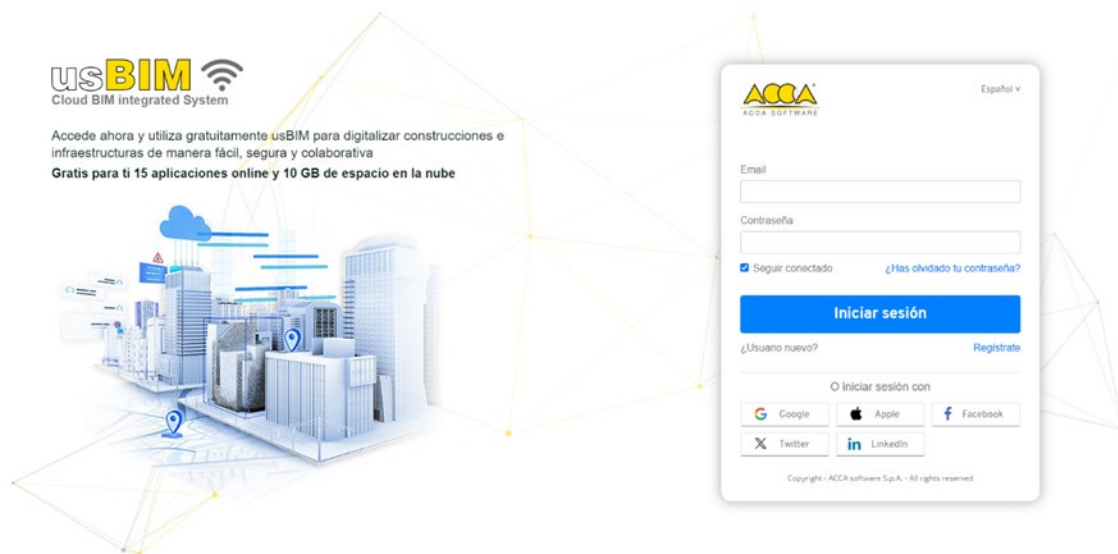 usBIM
Cloud BIM integrated System
Accede ahora y utiliza gratuitamente usBIM para digitalizar construcciones e
infraestructuras de manera fácil, segura y colaborativa
Gratis para ti 15 aplicaciones online y 10 GB de espacio en la nube
ACCA
ACCA SOFTWARE
Español
Email
Contraseña
Seguir conectado
¿Has olvidado tu contraseña?
Iniciar sesión
¿Usuario nuevo?
Regístrate
O iniciar sesión con
Google
Apple
Facebook
Twitter
LinkedIn
Copyright - ACCA software S.p.A. - All rights reserved